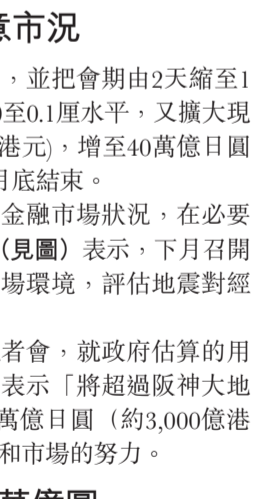 意市況
，並把會期由2天縮至1
至0.1厘水平，又擴大現
港元)，增至40萬億日圓
月底結束。
金融市場狀況，在必要
（見圖）表示，下月召開
場環境，評估地震對經
者會，就政府估算的用
表示「將超過阪神大地
萬億日圓（約3,000億港
和市場的努力。
萬億圓